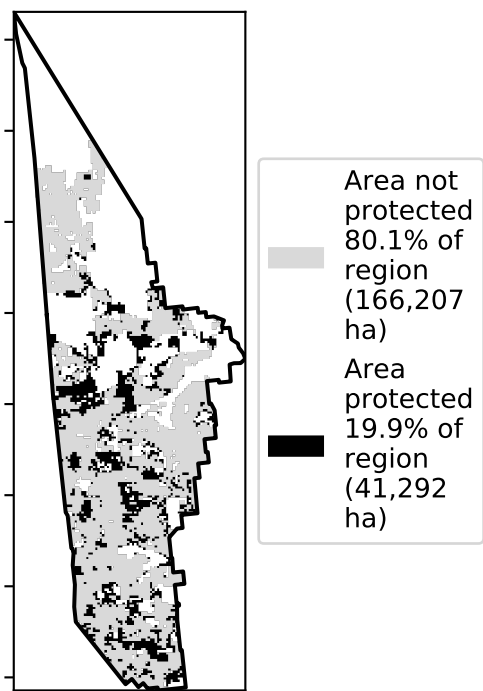 Area not
protected
80.1% of
region
(166,207
ha)
Area
protected
19.9% of
region
(41,292
ha)